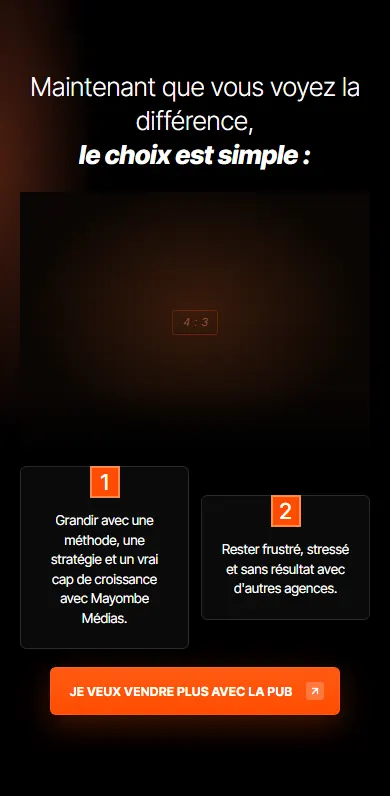 Maintenant que vous voyez la
différence,
le choix est simple :
4 : 3
1
Grandir avec une
méthode, une
stratégie et un vrai
cap de croissance
avec Mayombe
Médias.
2
Rester frustré, stressé
et sans résultat avec
d'autres agences.
JE VEUX VENDRE PLUS AVEC LA PUB